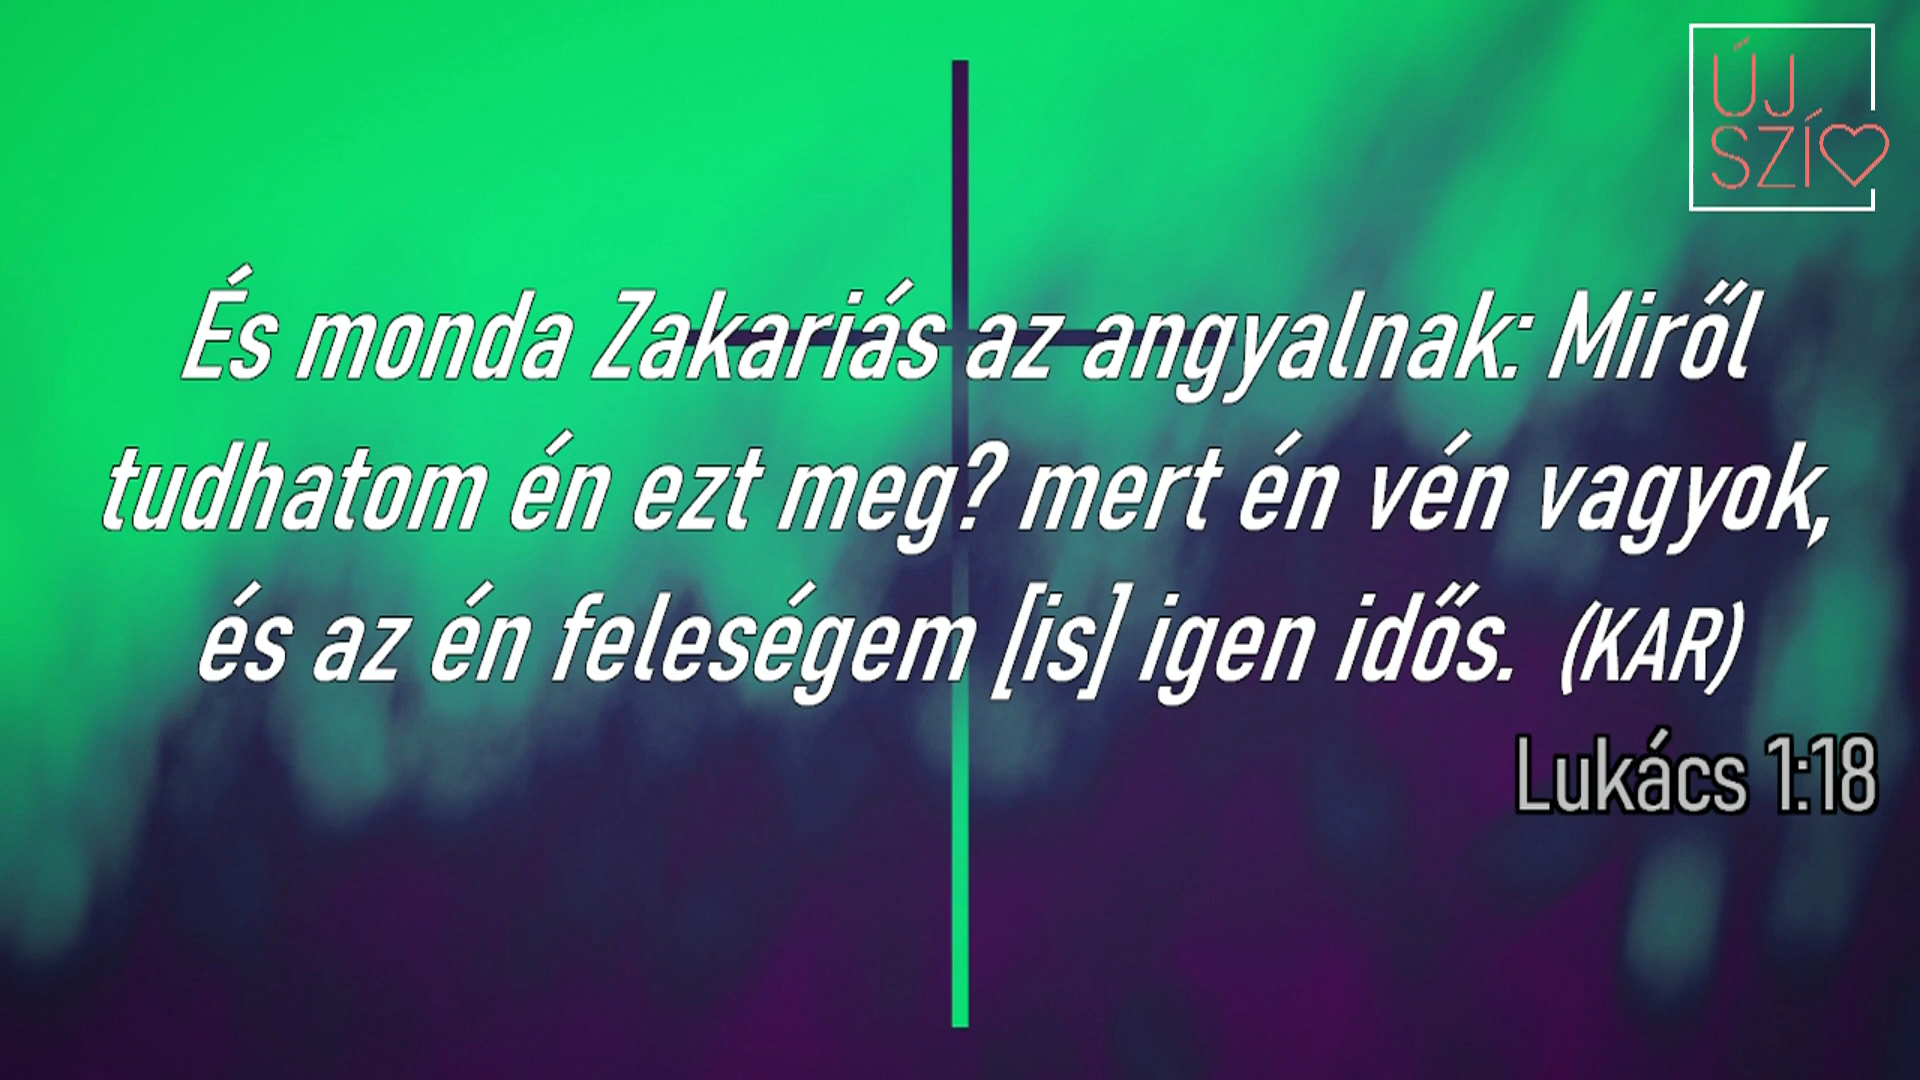 ÚJ
SZÍ
És monda Zakariás az angyalnak: Miről
tudhatom én ezt meg? mert én vén vagyok,
és az én feleségem [is] igen idős. (KAR)
Lukács 1:18